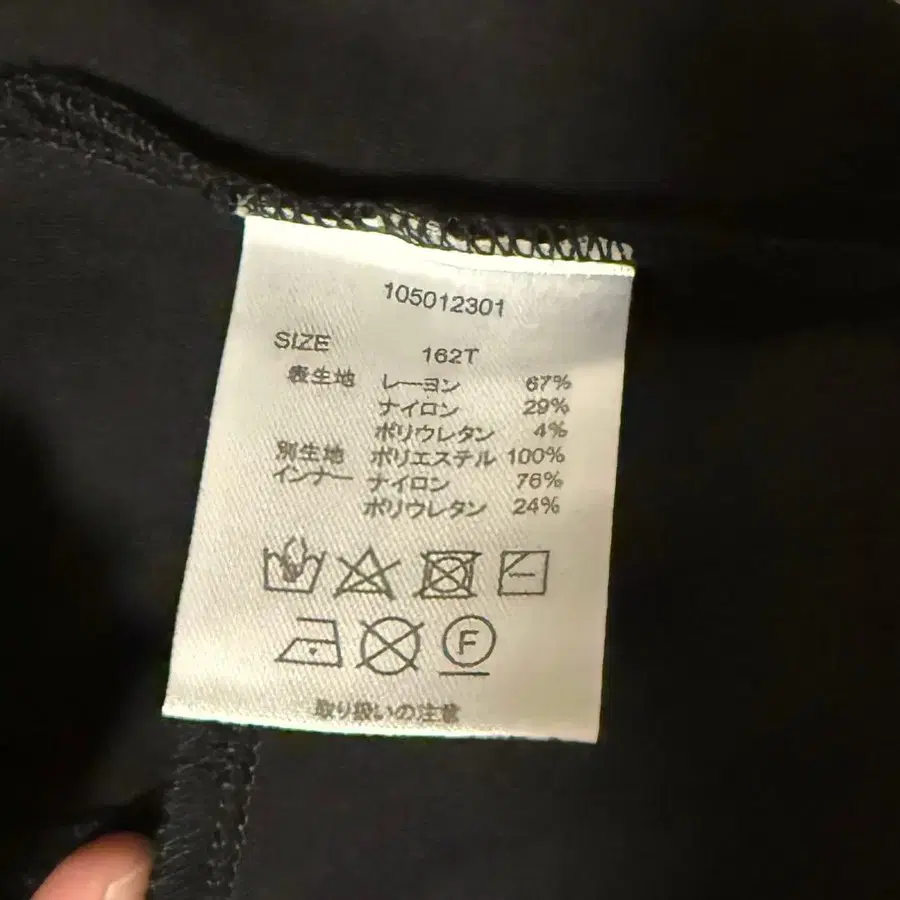 105012301
SIZE 162T
表生地 レーヨン 67%
ナイロン 29%
ポリウレタン 4%
別生地 ポリエステル 100%
インナー ナイロン 76%
ポリウレタン 24%
F
取り扱いの注意